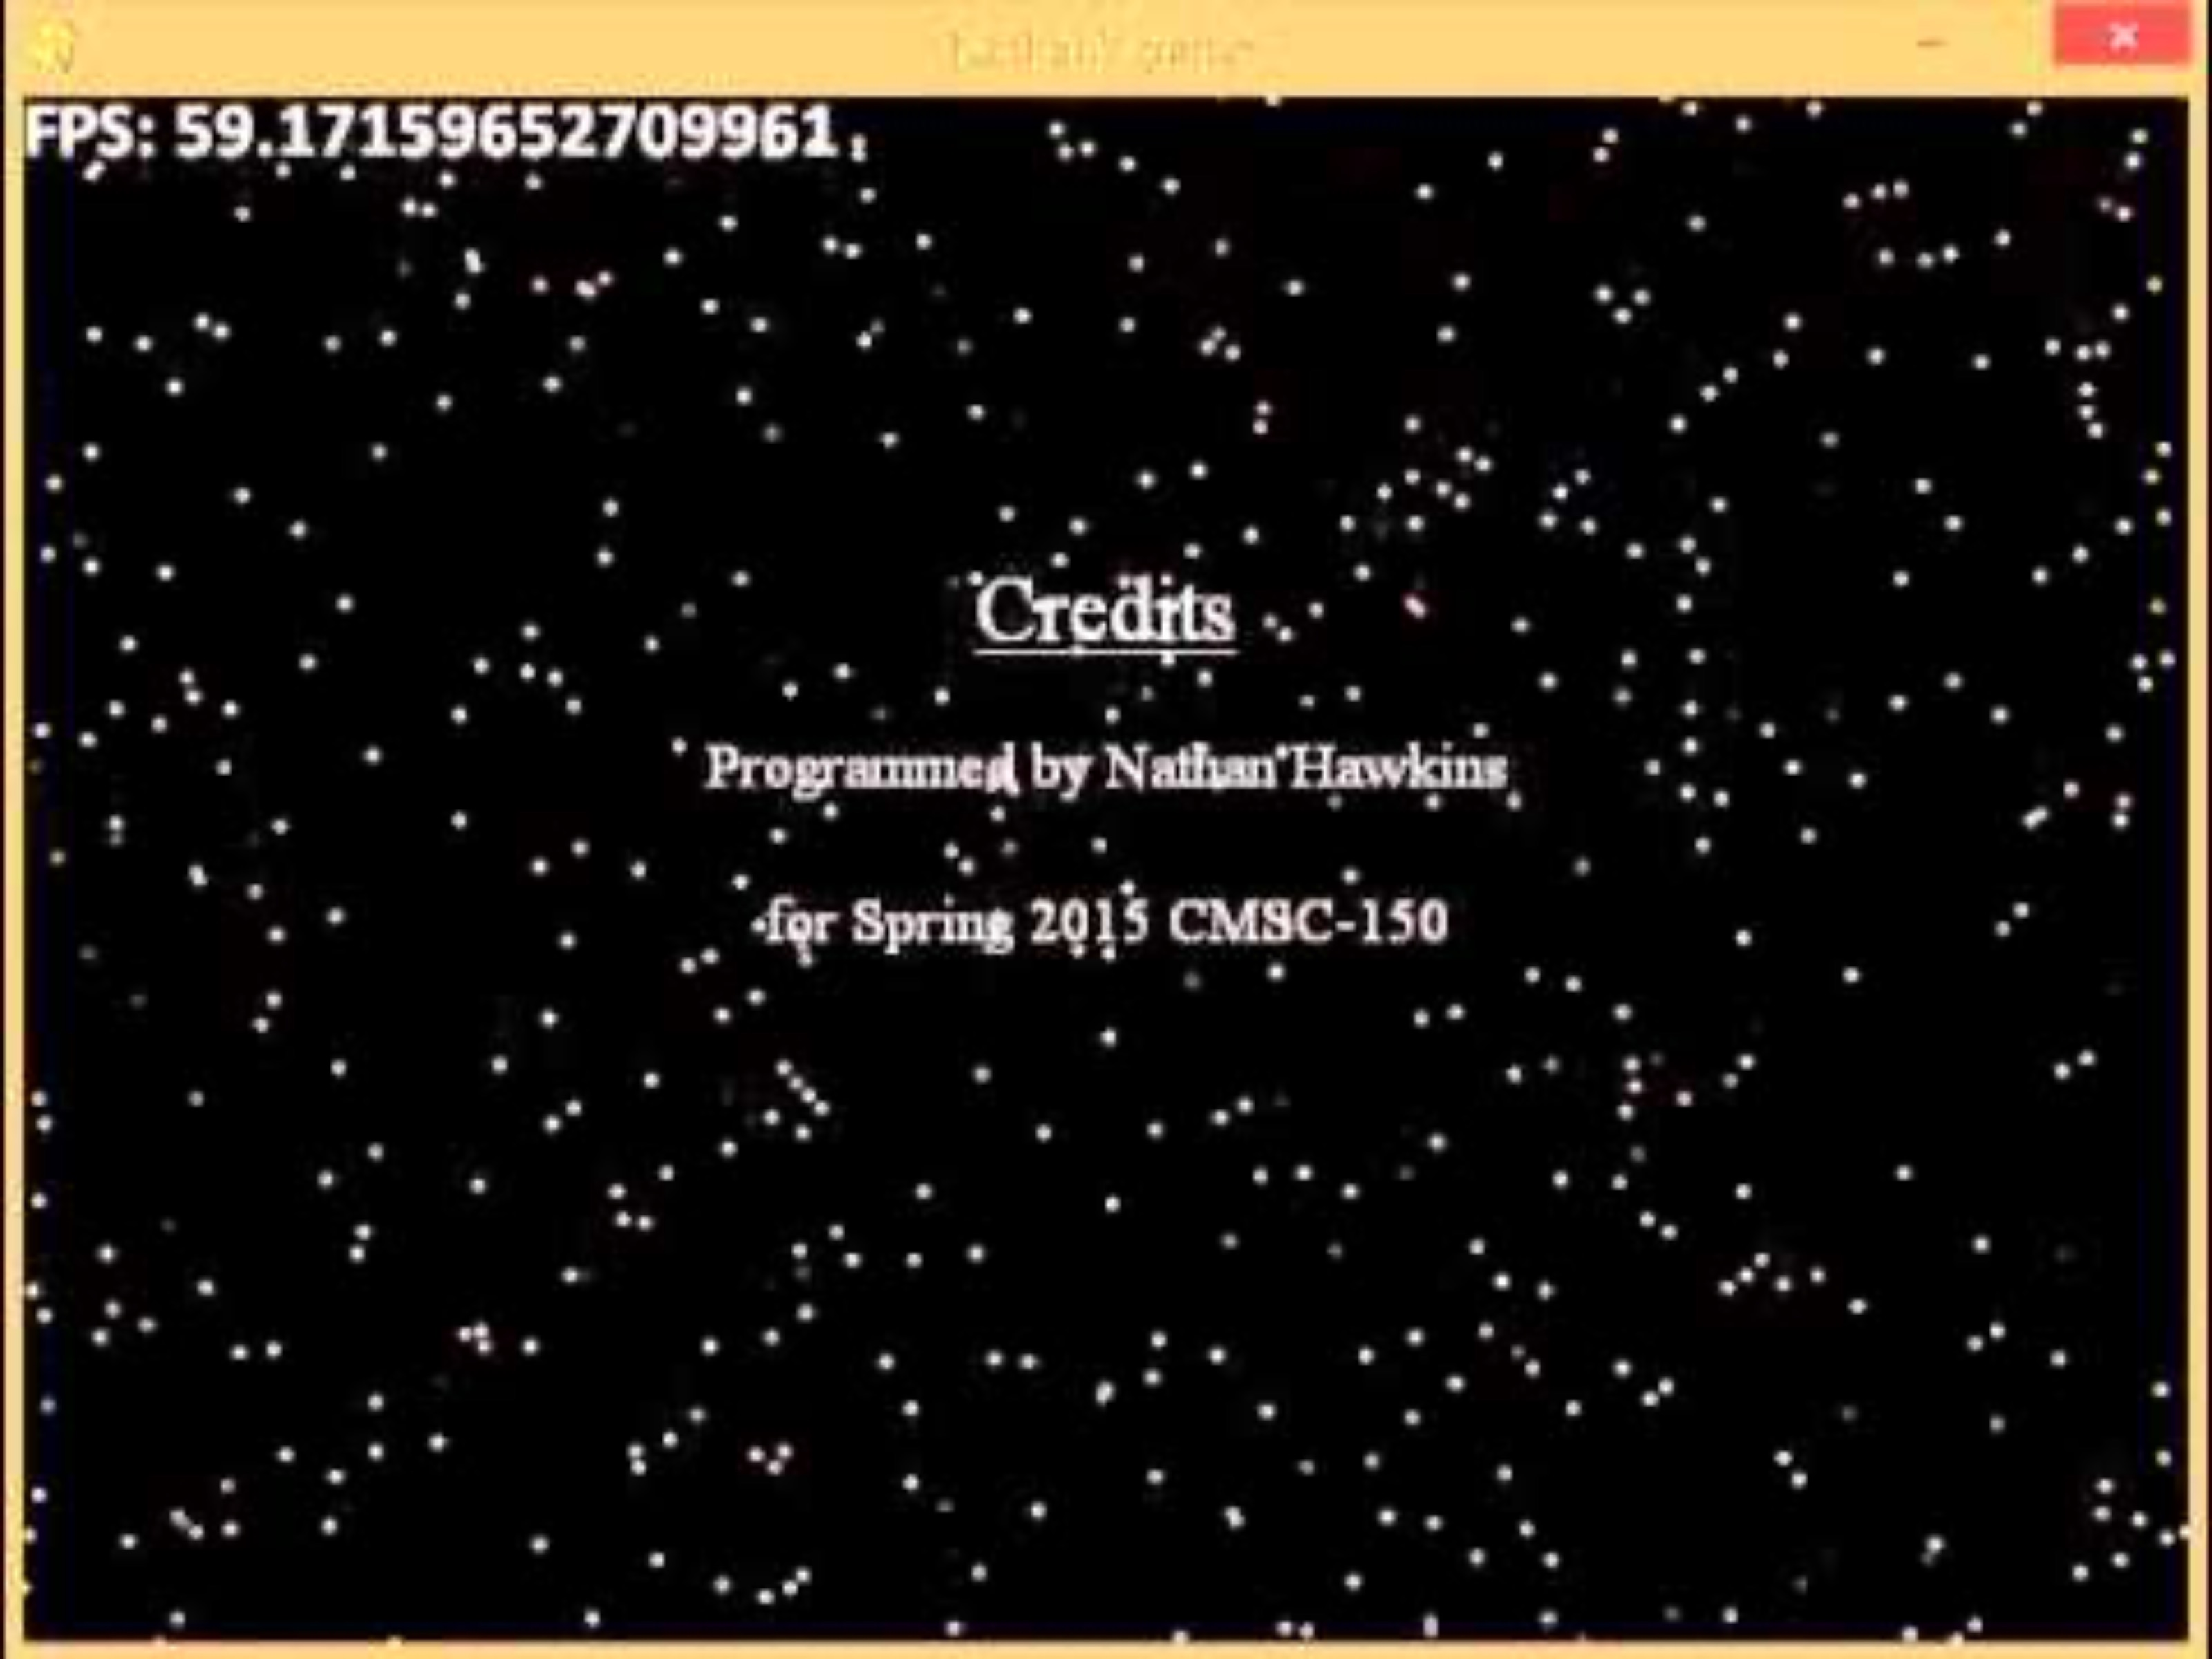 FPS: 59.17159652709961
Credits
Programmed by Nathan Hawkins
for Spring 2015 CMSC-150